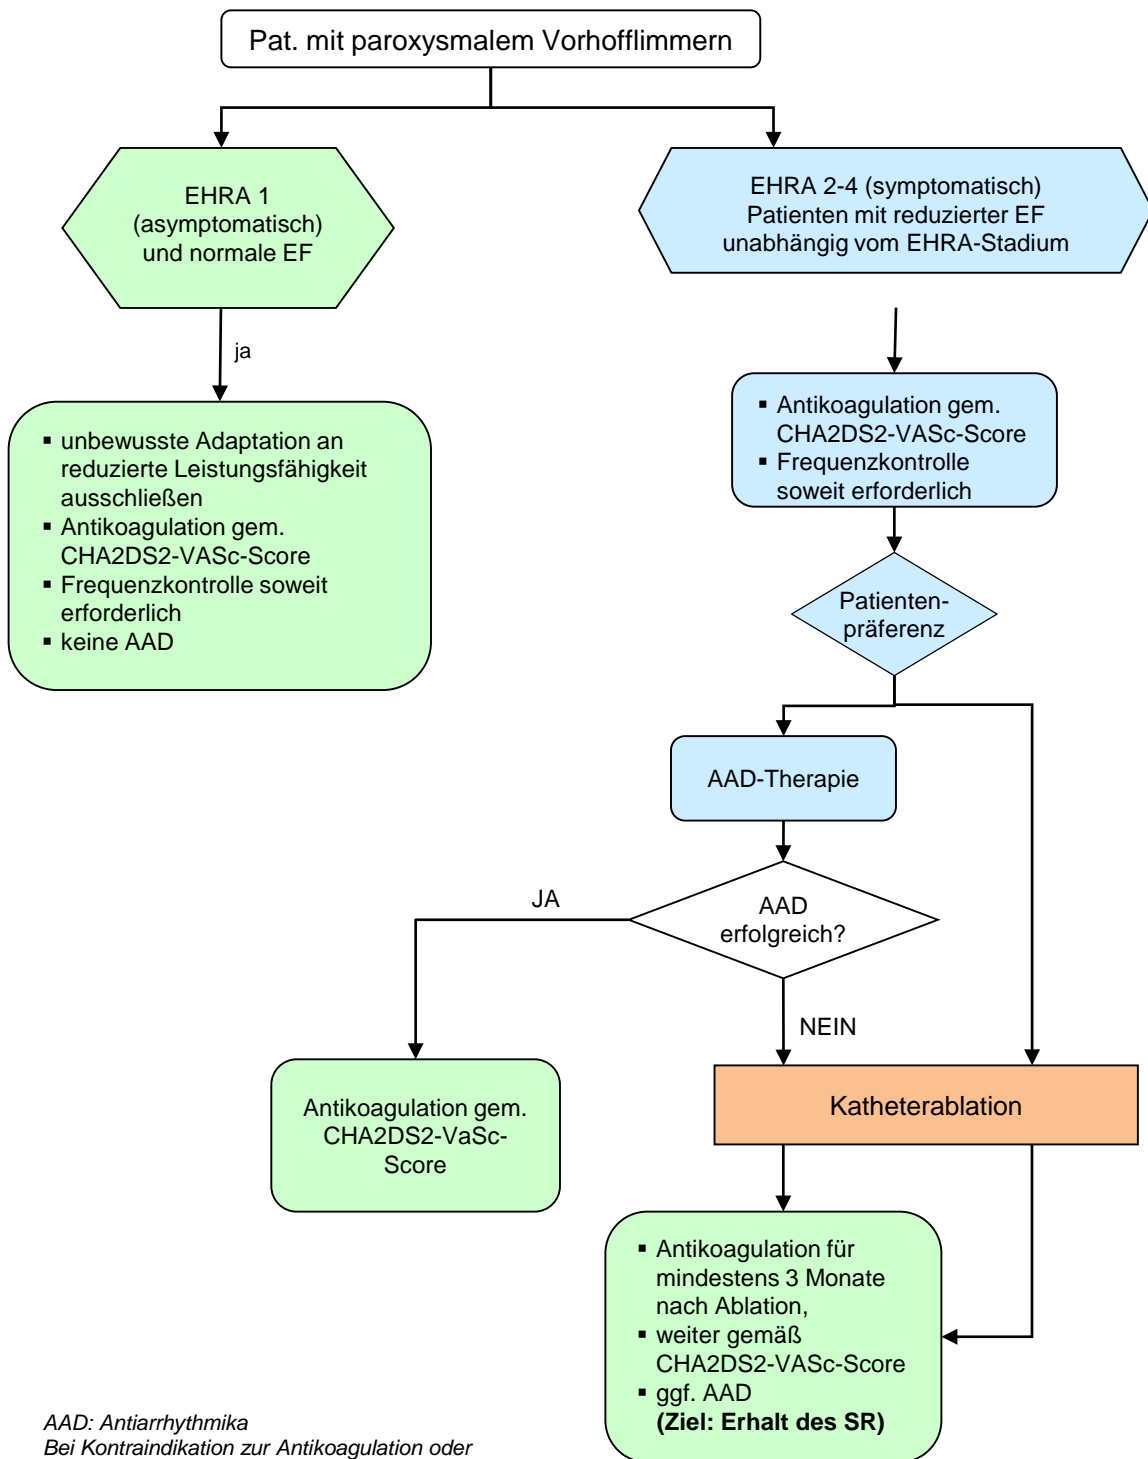 Pat. mit paroxysmalem Vorhofflimmern
EHRA 1
(asymptomatisch)
und normale EF
EHRA 2-4 (symptomatisch)
Patienten mit reduzierter EF
unabhängig vom EHRA-Stadium
ja
▪ unbewusste Adaptation an
reduzierte Leistungsfähigkeit
ausschließen
▪ Antikoagulation gem.
CHA2DS2-VASc-Score
▪ Frequenzkontrolle soweit
erforderlich
▪ keine AAD
▪ Antikoagulation gem.
CHA2DS2-VASc-Score
▪ Frequenzkontrolle
soweit erforderlich
Patienten-
präferenz
AAD-Therapie
AAD
erfolgreich?
JA
NEIN
Antikoagulation gem.
CHA2DS2-VaSc-
Score
Katheterablation
▪ Antikoagulation für
mindestens 3 Monate
nach Ablation,
▪ weiter gemäß
CHA2DS2-VASc-Score
▪ ggf. AAD
(Ziel: Erhalt des SR)
AAD: Antiarrhythmika
Bei Kontraindikation zur Antikoagulation oder